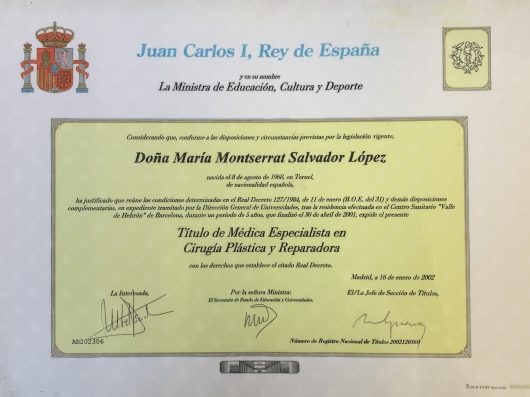 Juan Carlos I, Rey de España
y en su nombre
La Ministra de Educación, Cultura y Deporte
Considerando que, conforme a las disposiciones y circunstancias previstas por la legislación vigente,
Doña María Montserrat Salvador López
nacida el 8 de agosto de 1968, en Teruel,
de nacionalidad española,
ha justificado que reúne las condiciones determinadas en el Real Decreto 127/1984, de 11 de enero (B.O.E. del 31) y demás disposiciones
complementarias, en expediente tramitado por la Dirección General de Universidades, tras la residencia efectuada en el Centro Sanitario "Valle
de Hebrón" de Barcelona, durante un periodo de 5 años, que finalizó el 30 de abril de 2001, expide el presente
Título de Médica Especialista en
Cirugía Plástica y Reparadora
con los derechos que establece el citado Real Decreto.
Madrid, a 16 de enero de 2002
La Interesada,
Por la señora Ministra:
El/La Jefe de Sección de Títulos,
El Secretario de Estado de Educación y Universidades,
AB202306
Número de Registro Nacional de Títulos 2002120369